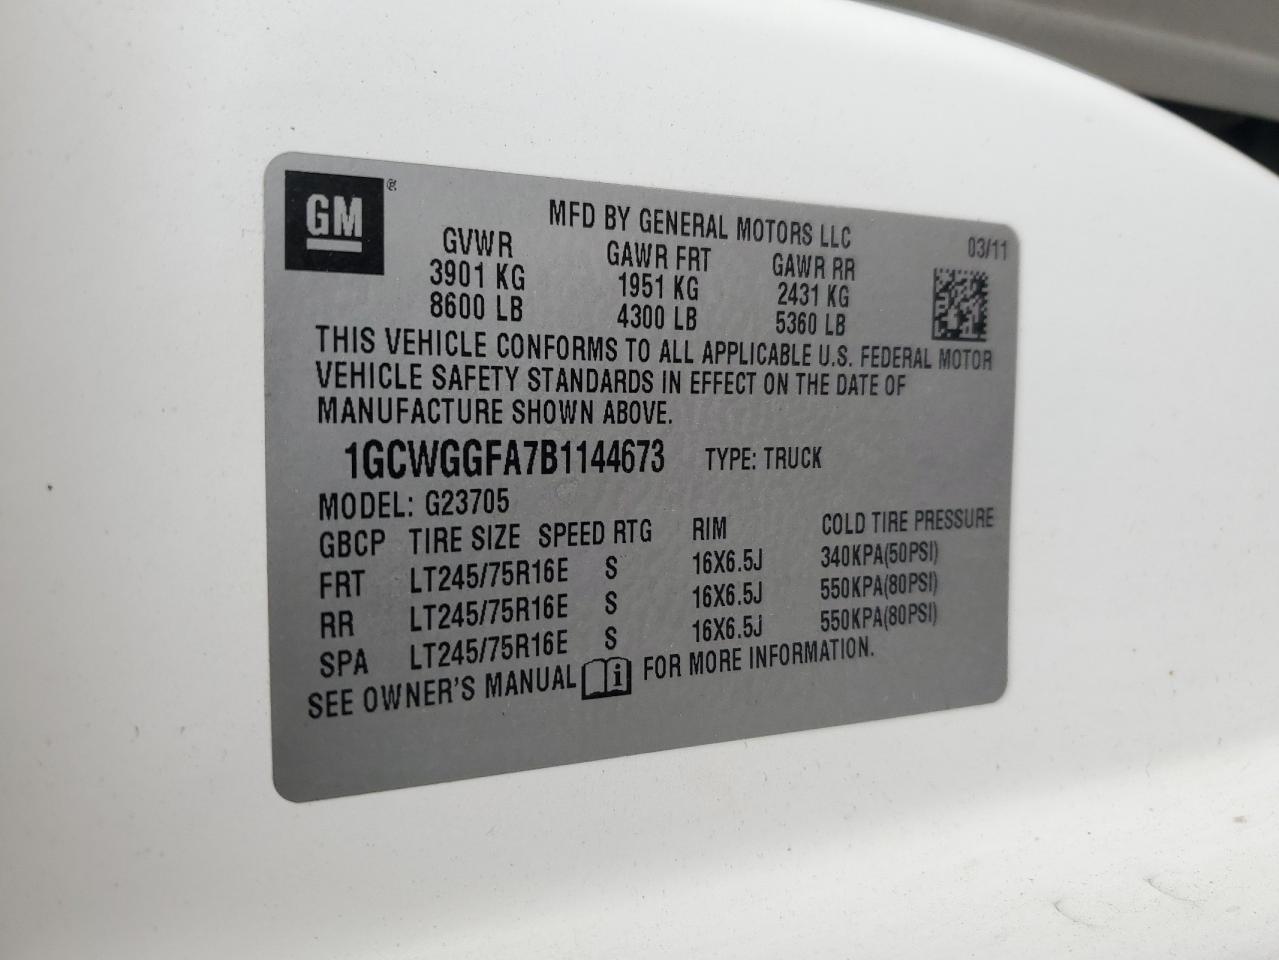 GM ®
MFD BY GENERAL MOTORS LLC 03/11
GVWR GAWR FRT GAWR RR
3901 KG 1951 KG 2431 KG
8600 LB 4300 LB 5360 LB
THIS VEHICLE CONFORMS TO ALL APPLICABLE U.S. FEDERAL MOTOR
VEHICLE SAFETY STANDARDS IN EFFECT ON THE DATE OF
MANUFACTURE SHOWN ABOVE.
1GCWGGFA7B1144673 TYPE: TRUCK
MODEL: G23705
GBCP TIRE SIZE SPEED RTG RIM COLD TIRE PRESSURE
FRT LT245/75R16E S 16X6.5J 340KPA(50PSI)
RR LT245/75R16E S 16X6.5J 550KPA(80PSI)
SPA LT245/75R16E S 16X6.5J 550KPA(80PSI)
SEE OWNER'S MANUAL i FOR MORE INFORMATION.